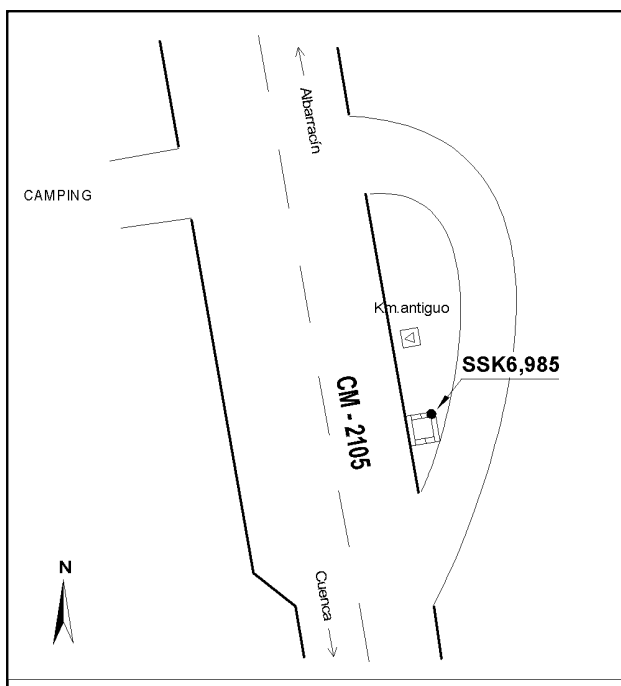 Albarracín
CAMPING
Km.antiguo
SSK6,985
CM - 2105
N
Cuenca